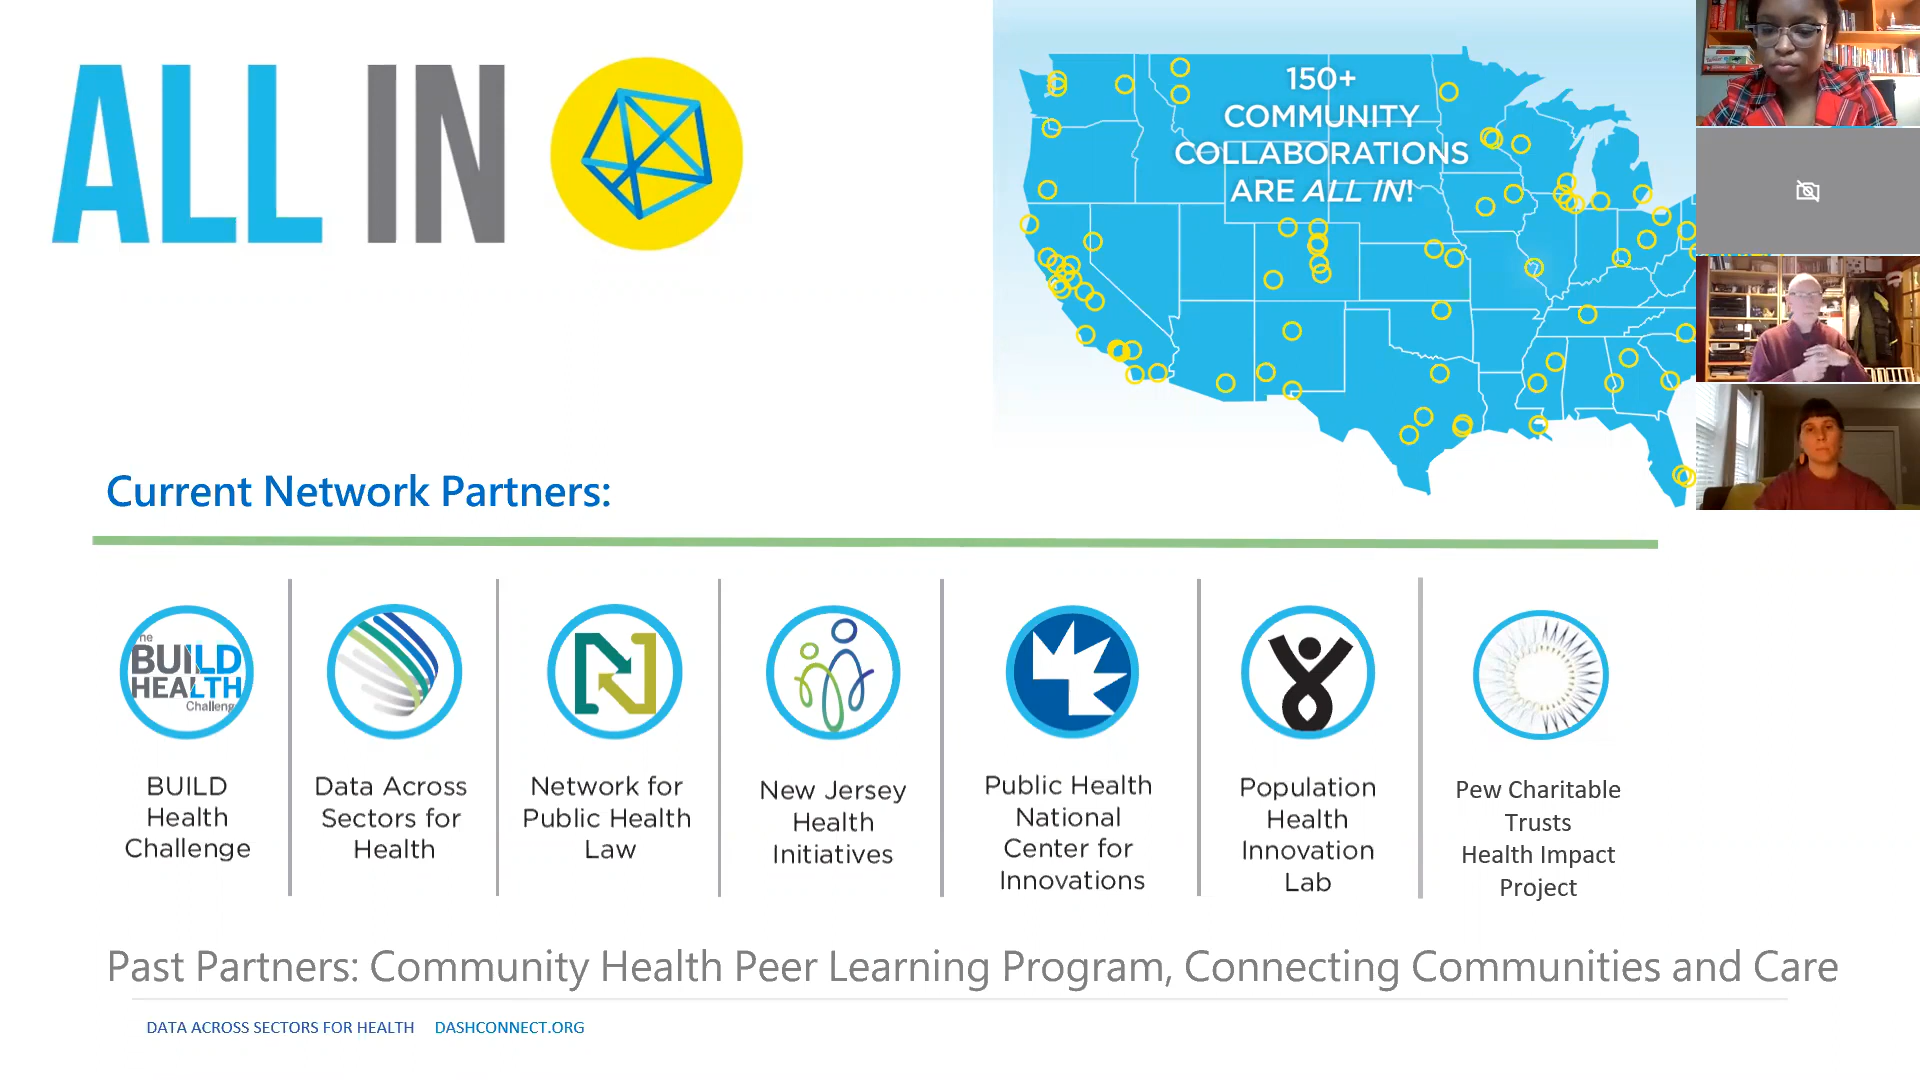 ALL IN
150+
COMMUNITY
COLLABORATIONS
ARE ALL IN!
Current Network Partners:
he
BUILD
HEALTH
Challeng
BUILD
Health
Challenge
Data Across
Sectors for
Health
Network for
Public Health
Law
New Jersey
Health
Initiatives
Public Health
National
Center for
Innovations
Population
Health
Innovation
Lab
Pew Charitable
Trusts
Health Impact
Project
Past Partners: Community Health Peer Learning Program, Connecting Communities and Care
DATA ACROSS SECTORS FOR HEALTH DASHCONNECT.ORG